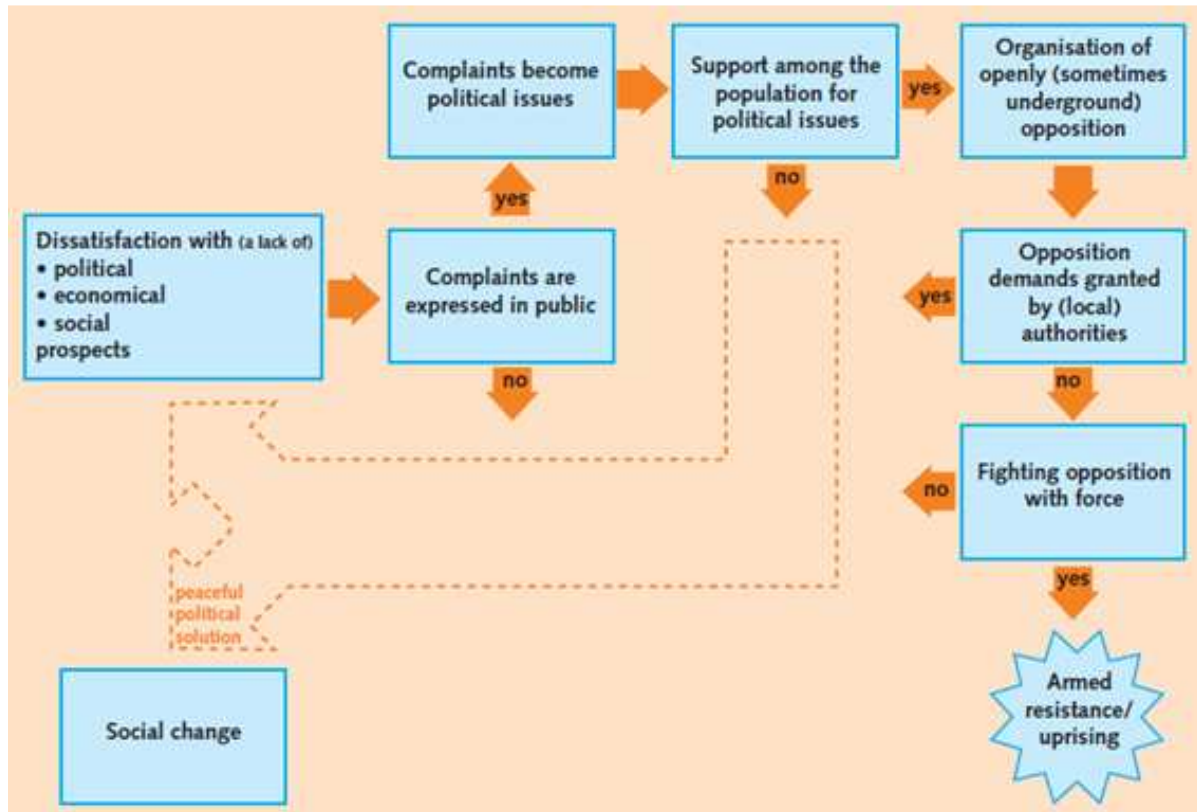 Complaints become
political issues
Support among the
population for
political issues
yes
Organisation of
openly (sometimes
underground)
opposition
yes
no
Dissatisfaction with (a lack of)
• political
• economical
• social
prospects
Complaints are
expressed in public
yes
Opposition
demands granted
by (local)
authorities
no
no
no
Fighting opposition
with force
yes
peaceful
political
solution
Social change
Armed
resistance/
uprising